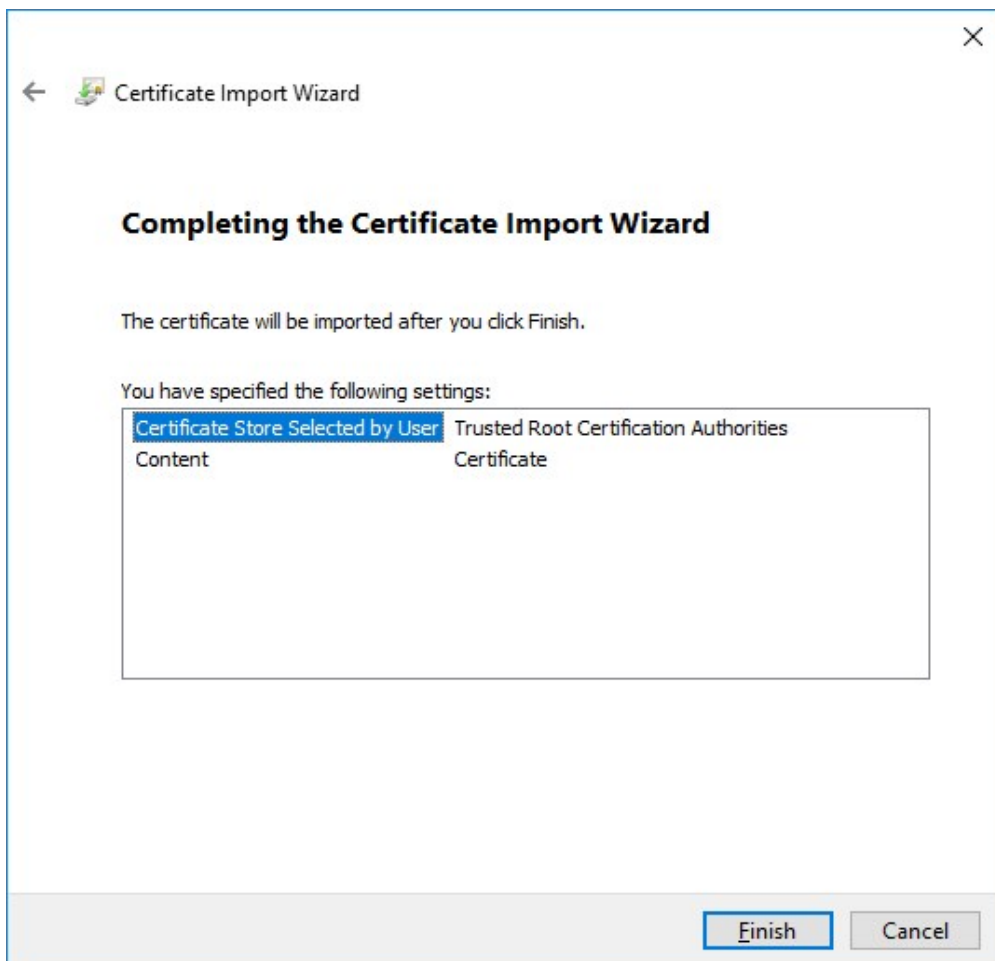 Certificate Import Wizard
Completing the Certificate Import Wizard
The certificate will be imported after you click Finish.
You have specified the following settings:
Certificate Store Selected by User Trusted Root Certification Authorities
Content Certificate
Finish Cancel